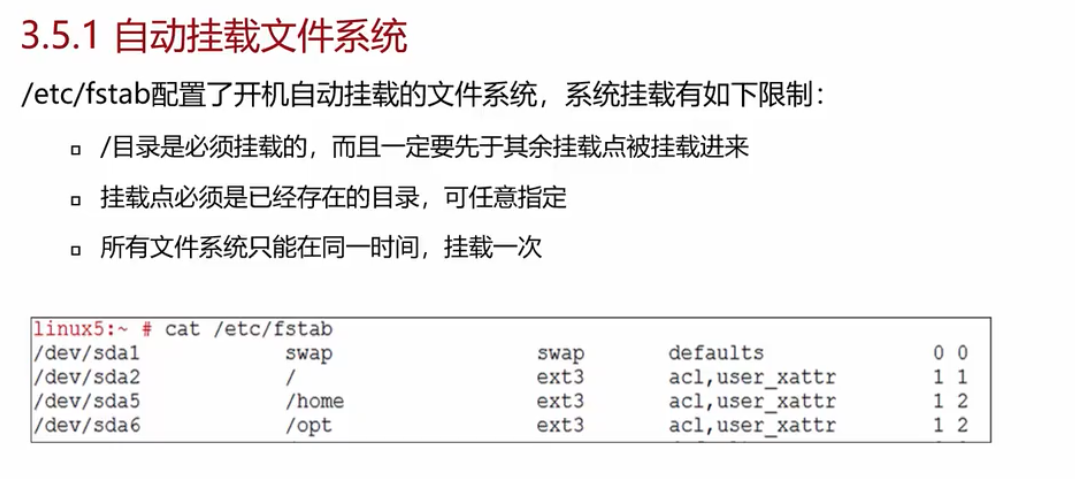 3.5.1 自动挂载文件系统
/etc/fstab配置了开机自动挂载的文件系统，系统挂载有如下限制：
▫ /目录是必须挂载的，而且一定要先于其余挂载点被挂载进来
▫ 挂载点必须是已经存在的目录，可任意指定
▫ 所有文件系统只能在同一时间，挂载一次
linux5:~ # cat /etc/fstab
/dev/sda1 swap swap defaults 0 0
/dev/sda2 / ext3 acl,user_xattr 1 1
/dev/sda5 /home ext3 acl,user_xattr 1 2
/dev/sda6 /opt ext3 acl,user_xattr 1 2